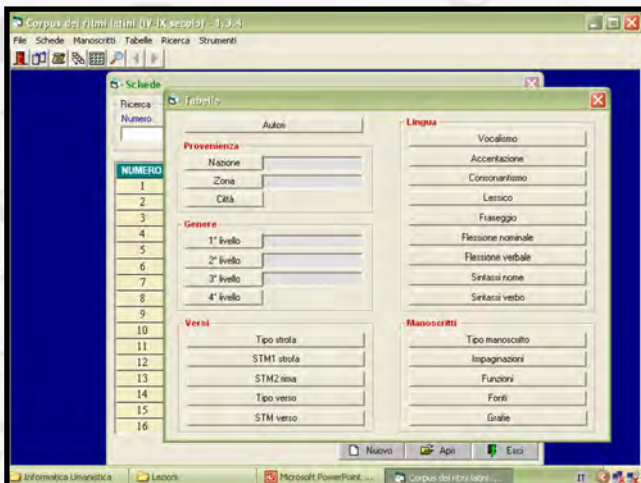 Corpus dei ritmi latini (IV-IX secolo) - 1.3.4
File Schede Manoscritti Tabelle Ricerca Strumenti
Schede
Ricerca
Numero
NUMERO
1
2
3
4
5
6
7
8
9
10
11
12
13
14
15
16
Tabelle
Autori
Provenienza
Nazione
Zona
Città
Genere
1° livello
2° livello
3° livello
4° livello
Versi
Tipo strofa
STM1 strofa
STM2 rima
Tipo verso
STM verso
Lingua
Vocalismo
Accentazione
Consonantismo
Lessico
Fraseggio
Flessione nominale
Flessione verbale
Sintassi nome
Sintassi verbo
Manoscritti
Tipo manoscritto
Impaginazioni
Funzioni
Fonti
Grafie
Nuovo Apri Esci
Informatica Umanistica Lezioni Microsoft PowerPoint ... Corpus dei ritmi latini ... IT